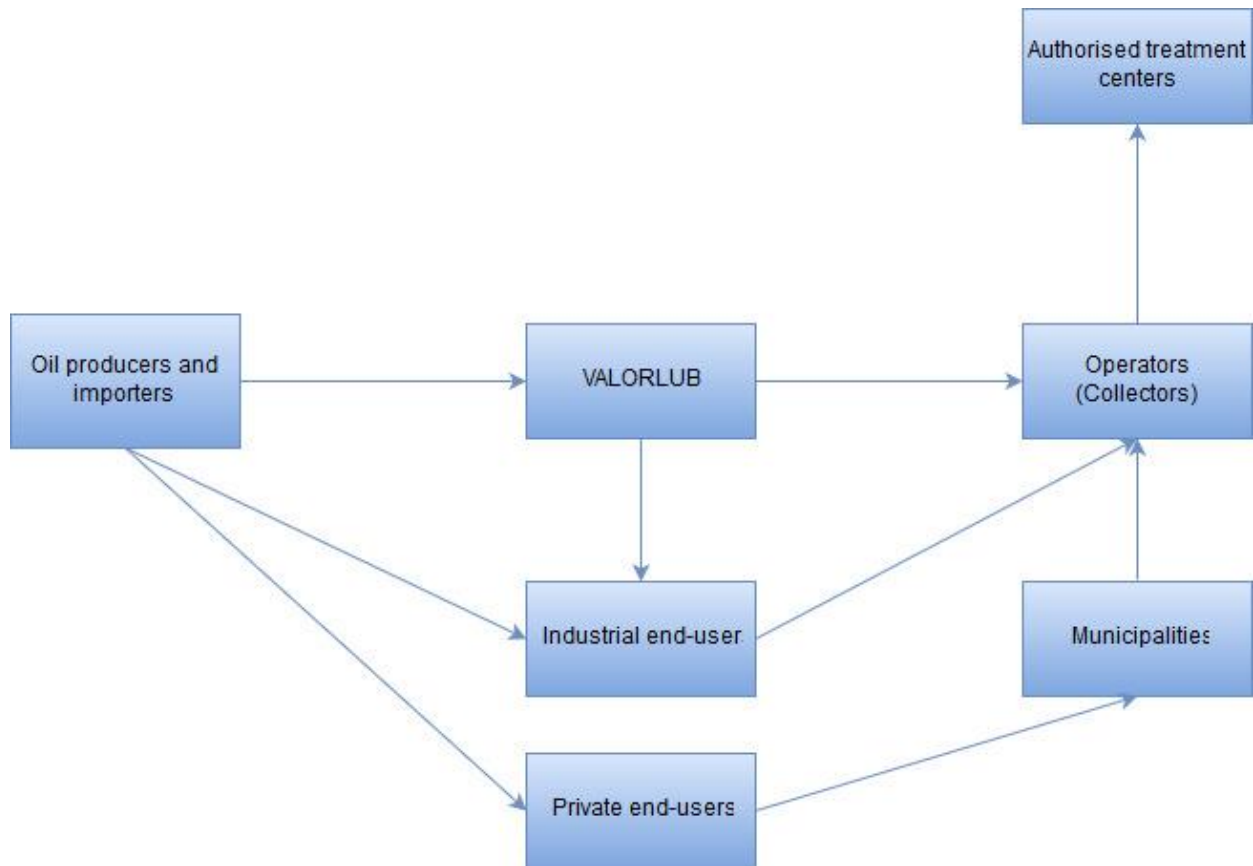 Authorised treatment
centers
Oil producers and
importers
VALORLUB
Operators
(Collectors)
Industrial end-user
Municipalities
Private end-users